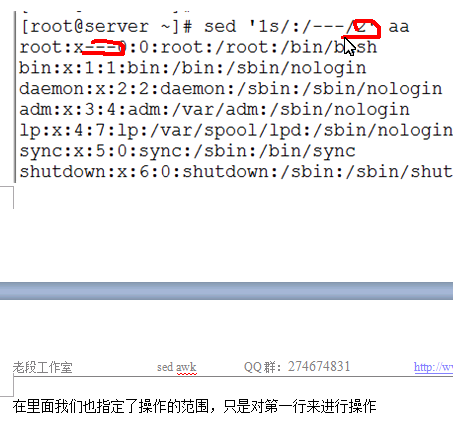 [root@server ~]# sed '1s/:/---/2' aa
root:x---0:0:root:/root:/bin/bash
bin:x:1:1:bin:/bin:/sbin/nologin
daemon:x:2:2:daemon:/sbin:/sbin/nologin
adm:x:3:4:adm:/var/adm:/sbin/nologin
lp:x:4:7:lp:/var/spool/lpd:/sbin/nologin
sync:x:5:0:sync:/sbin:/bin/sync
shutdown:x:6:0:shutdown:/sbin:/sbin/shut
老段工作室 sed awk QQ群：274674831 http://w
在里面我们也指定了操作的范围，只是对第一行来进行操作